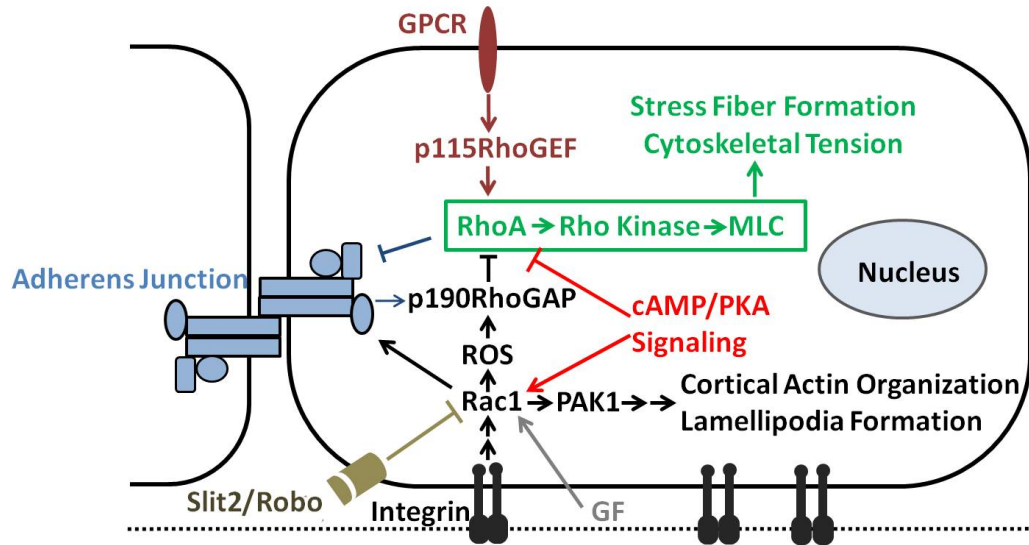 GPCR
Stress Fiber Formation
Cytoskeletal Tension
p115RhoGEF
RhoA Rho Kinase MLC
Adherens Junction
Nucleus
p190RhoGAP
cAMP/PKA
Signaling
ROS
Rac1 PAK1
Cortical Actin Organization
Lamellipodia Formation
Slit2/Robo
Integrin
GF